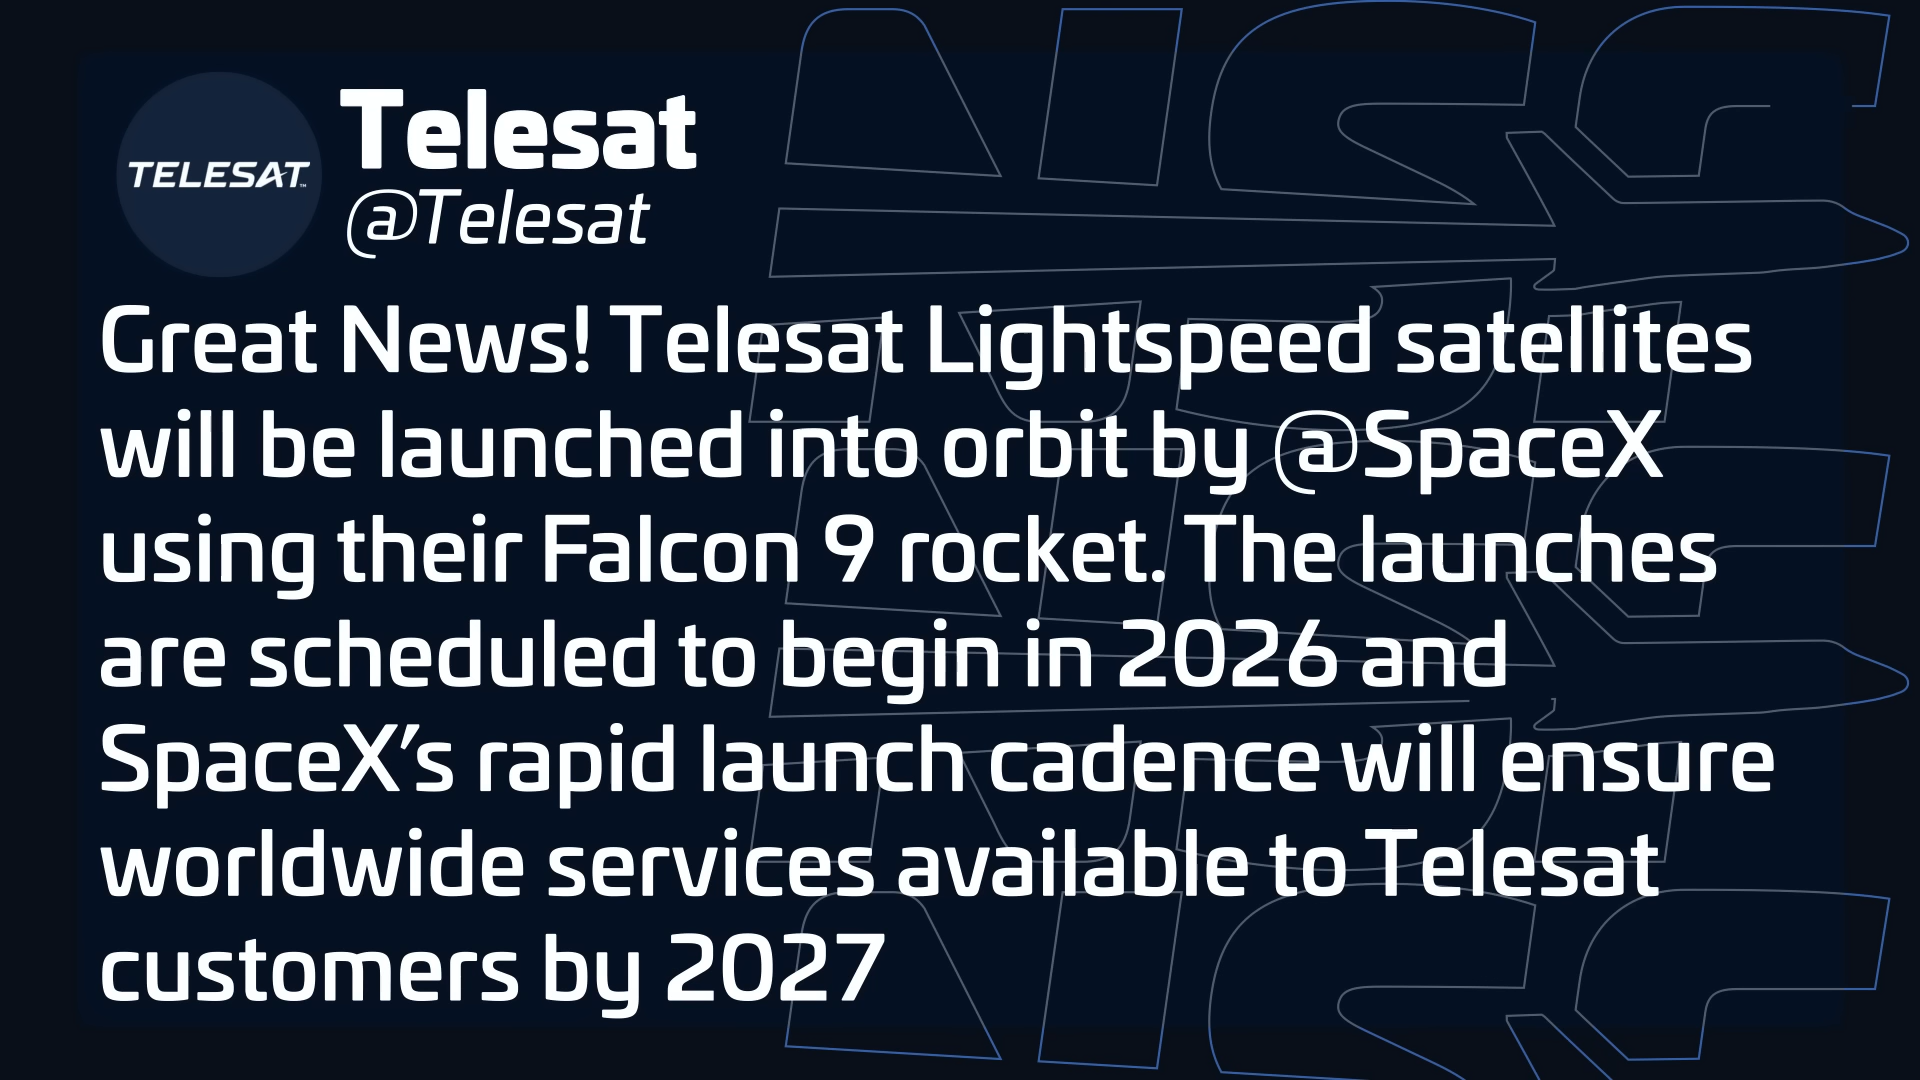 TELESAT™
Telesat
@Telesat
Great News! Telesat Lightspeed satellites
will be launched into orbit by @SpaceX
using their Falcon 9 rocket. The launches
are scheduled to begin in 2026 and
SpaceX’s rapid launch cadence will ensure
worldwide services available to Telesat
customers by 2027